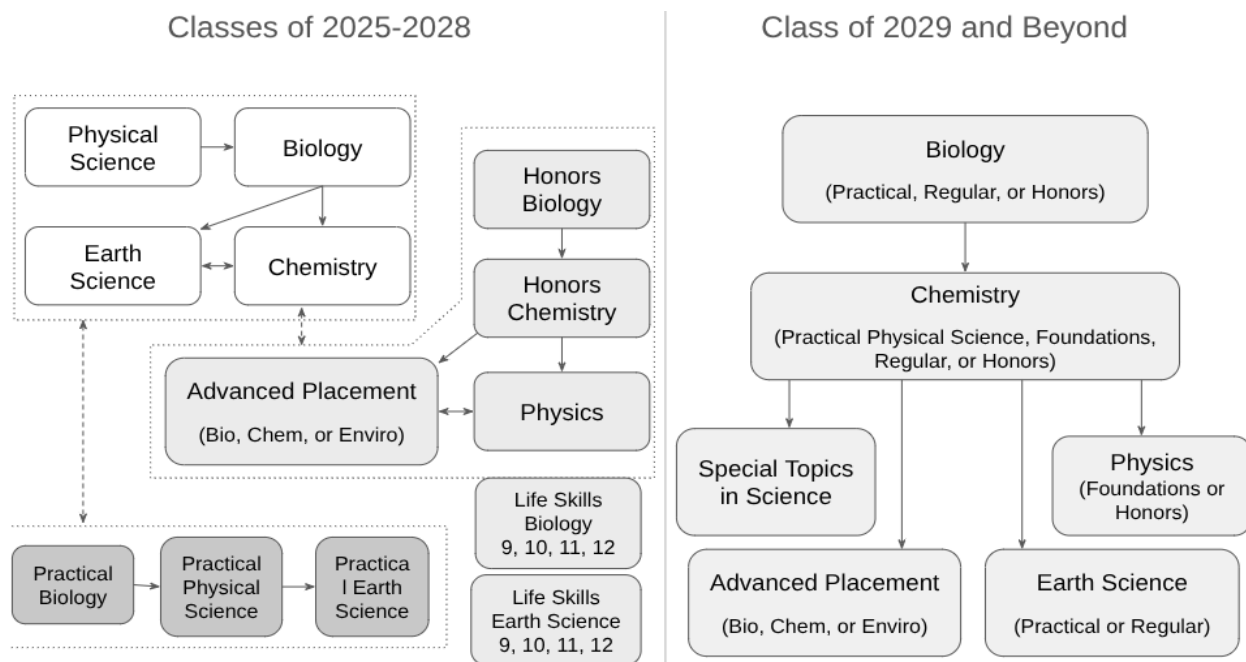 Classes of 2025-2028
Physical
Science
Biology
Earth
Science
Chemistry
Honors
Biology
Honors
Chemistry
Advanced Placement
(Bio, Chem, or Enviro)
Physics
Life Skills
Biology
9, 10, 11, 12
Life Skills
Earth Science
9, 10, 11, 12
Practical
Biology
Practical
Physical
Science
Practica
l Earth
Science
Class of 2029 and Beyond
Biology
(Practical, Regular, or Honors)
Chemistry
(Practical Physical Science, Foundations,
Regular, or Honors)
Special Topics
in Science
Physics
(Foundations or
Honors)
Advanced Placement
(Bio, Chem, or Enviro)
Earth Science
(Practical or Regular)